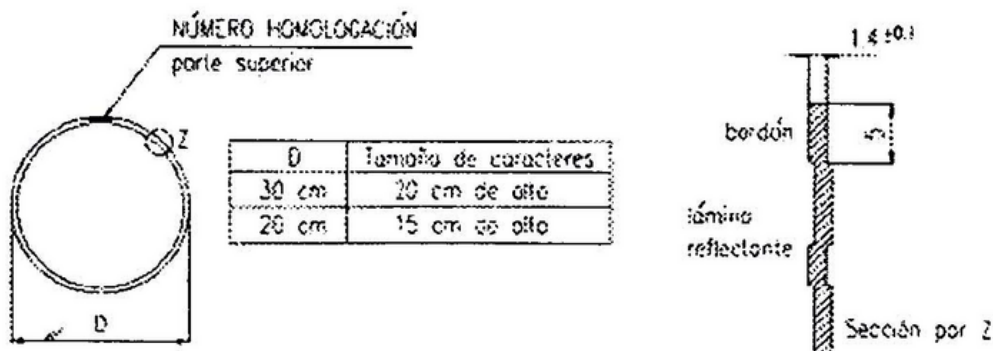 NÚMERO HOMOLOGACIÓN
parte superior
Z
D
D Tamaño de caracteres
30 cm 20 cm de alto
20 cm 15 cm de alto
1.4 ±0.1
bordón
5
lámina
reflectante
Sección por Z